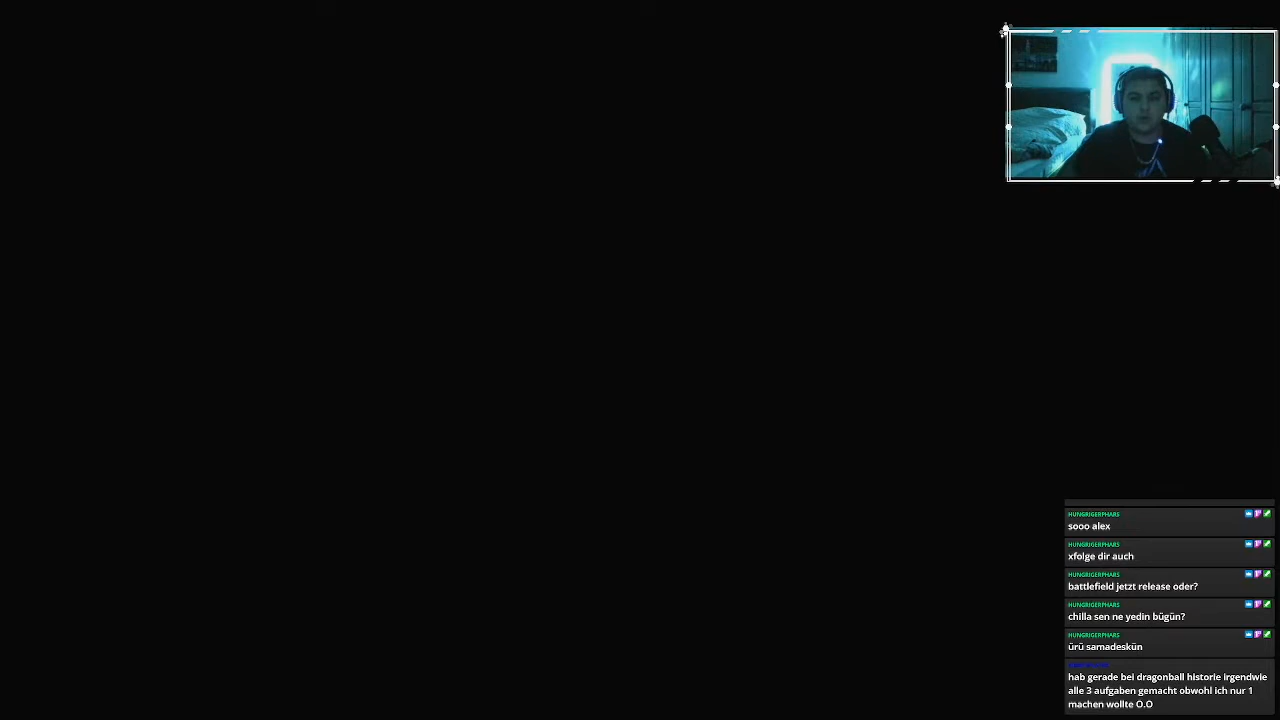 HUNGRIGERPHARS
sooo alex
HUNGRIGERPHARS
xfolge dir auch
HUNGRIGERPHARS
battlefield jetzt release oder?
HUNGRIGERPHARS
chilla sen ne yedin bügün?
HUNGRIGERPHARS
ürü samadeskün
hab gerade bei dragonball historie irgendwie
alle 3 aufgaben gemacht obwohl ich nur 1
machen wollte O.O